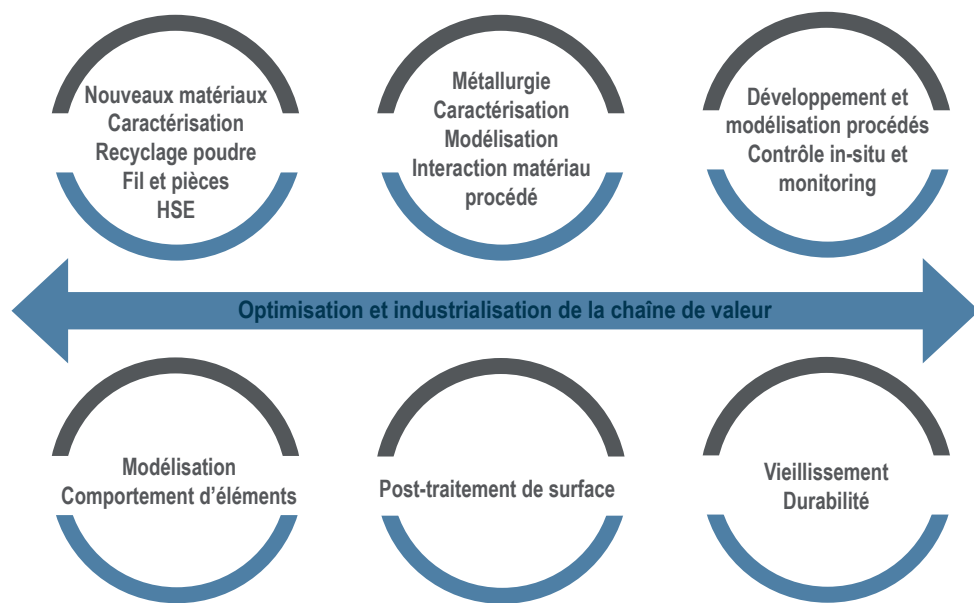 Nouveaux matériaux
Caractérisation
Recyclage poudre
Fil et pièces
HSE
Métallurgie
Caractérisation
Modélisation
Interaction matériau
procédé
Développement et
modélisation procédés
Contrôle in-situ et
monitoring
Optimisation et industrialisation de la chaîne de valeur
Modélisation
Comportement d’éléments
Post-traitement de surface
Vieillissement
Durabilité